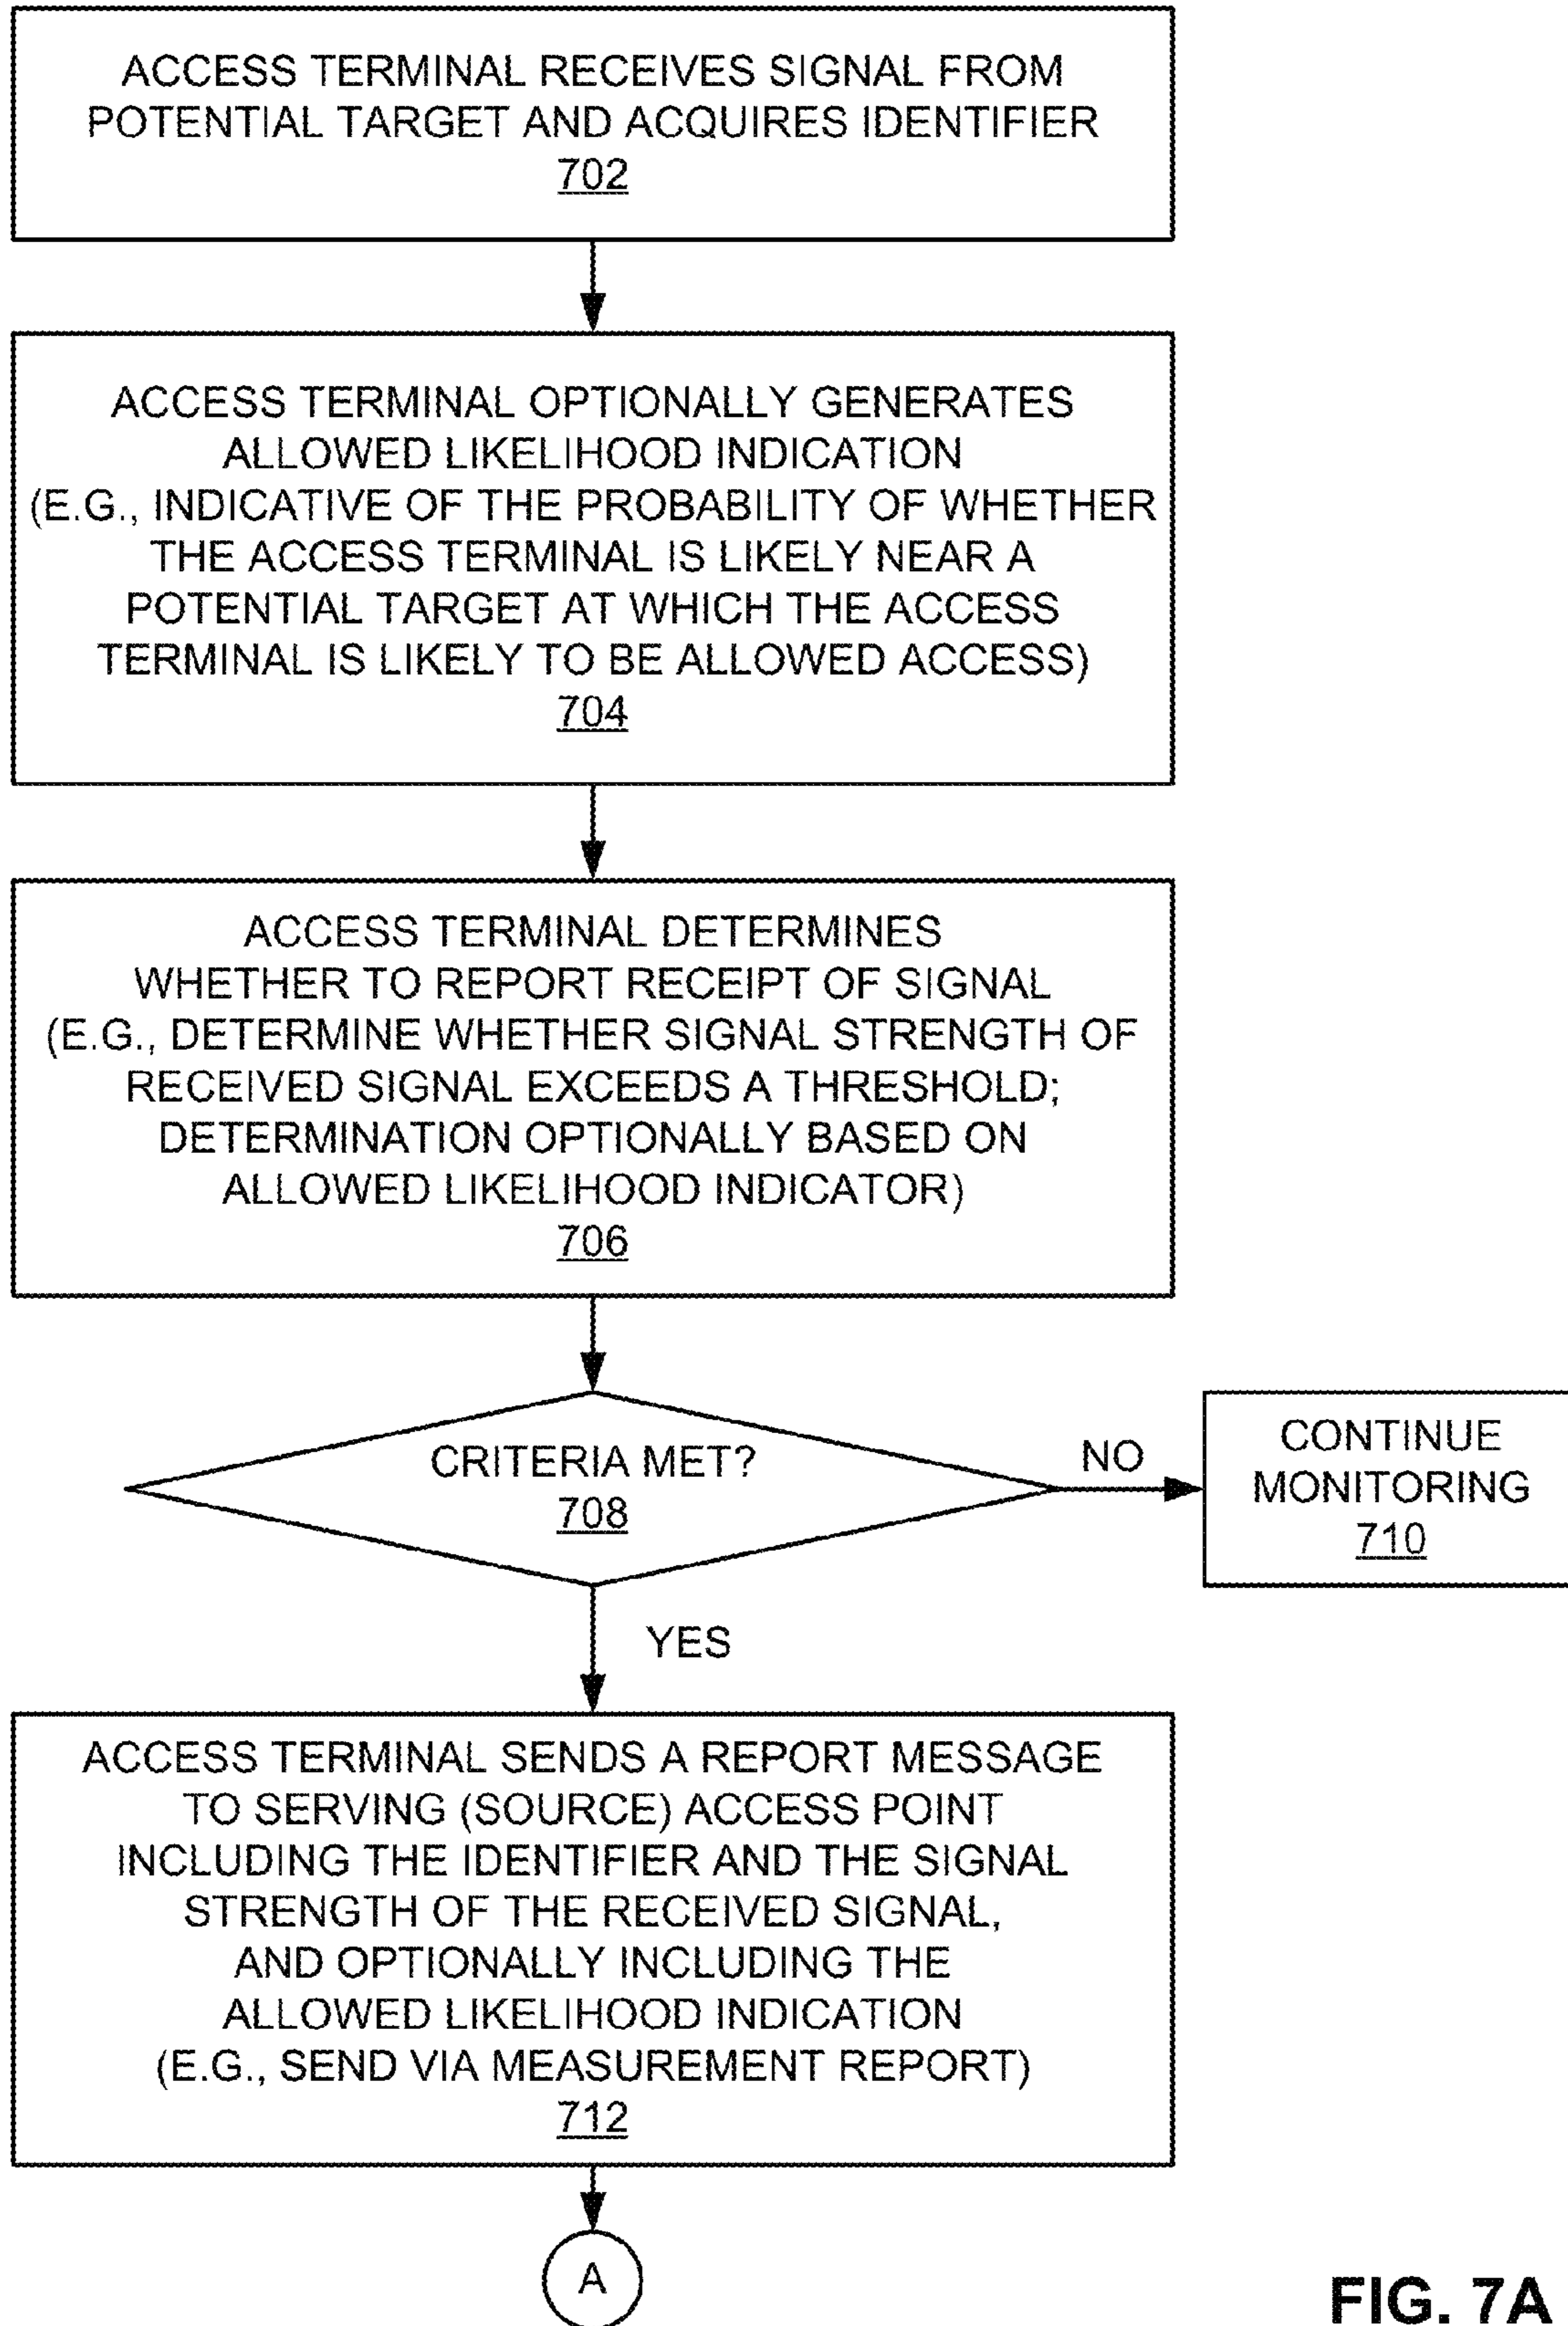 ACCESS TERMINAL RECEIVES SIGNAL FROM
POTENTIAL TARGET AND ACQUIRES IDENTIFIER
702
ACCESS TERMINAL OPTIONALLY GENERATES
ALLOWED LIKELIHOOD INDICATION
(E.G., INDICATIVE OF THE PROBABILITY OF WHETHER
THE ACCESS TERMINAL IS LIKELY NEAR A
POTENTIAL TARGET AT WHICH THE ACCESS
TERMINAL IS LIKELY TO BE ALLOWED ACCESS)
704
ACCESS TERMINAL DETERMINES
WHETHER TO REPORT RECEIPT OF SIGNAL
(E.G., DETERMINE WHETHER SIGNAL STRENGTH OF
RECEIVED SIGNAL EXCEEDS A THRESHOLD;
DETERMINATION OPTIONALLY BASED ON
ALLOWED LIKELIHOOD INDICATOR)
706
CRITERIA MET?
708
NO
CONTINUE
MONITORING
710
YES
ACCESS TERMINAL SENDS A REPORT MESSAGE
TO SERVING (SOURCE) ACCESS POINT
INCLUDING THE IDENTIFIER AND THE SIGNAL
STRENGTH OF THE RECEIVED SIGNAL,
AND OPTIONALLY INCLUDING THE
ALLOWED LIKELIHOOD INDICATION
(E.G., SEND VIA MEASUREMENT REPORT)
712
A
FIG. 7A